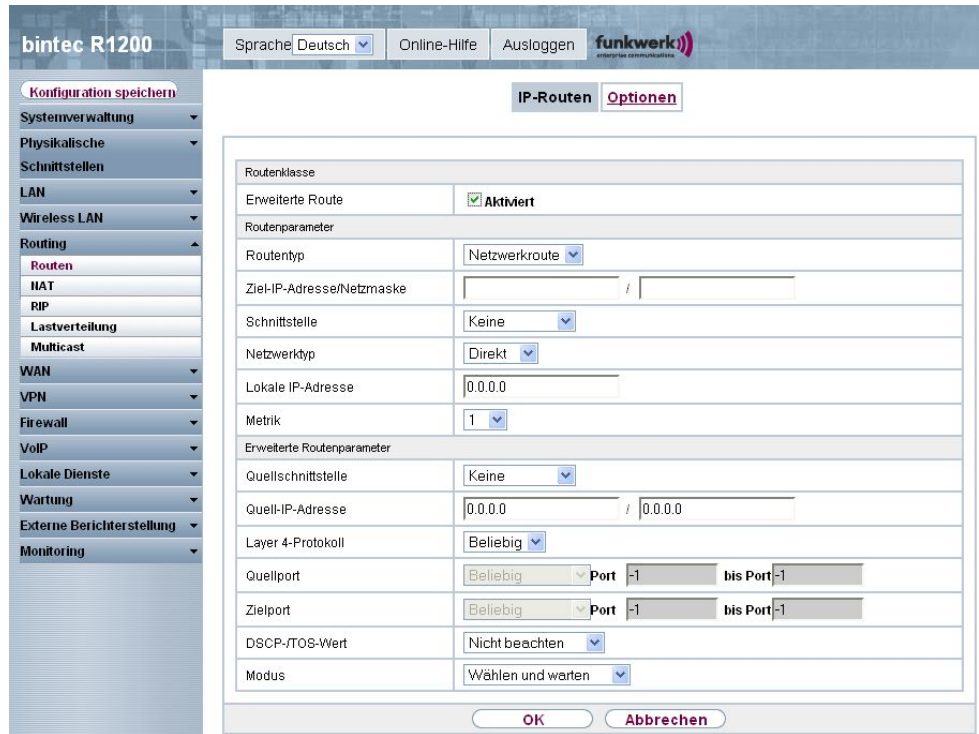 bintec R1200
Sprache Deutsch
Online-Hilfe
Ausloggen
funkwerk
enterprise communications
Konfiguration speichern
Systemverwaltung
Physikalische
Schnittstellen
LAN
Wireless LAN
Routing
Routen
NAT
RIP
Lastverteilung
Multicast
WAN
VPN
Firewall
VoIP
Lokale Dienste
Wartung
Externe Berichterstellung
Monitoring
IP-Routen Optionen
Routenklasse
Erweiterte Route Aktiviert
Routenparameter
Routentyp Netzwerkroute
Ziel-IP-Adresse/Netzmaske /
Schnittstelle Keine
Netzwerktyp Direkt
Lokale IP-Adresse 0.0.0.0
Metrik 1
Erweiterte Routenparameter
Quellschnittstelle Keine
Quell-IP-Adresse 0.0.0.0 / 0.0.0.0
Layer 4-Protokoll Beliebig
Quellport Beliebig Port -1 bis Port -1
Zielport Beliebig Port -1 bis Port -1
DSCP-/TOS-Wert Nicht beachten
Modus Wählen und warten
OK Abbrechen